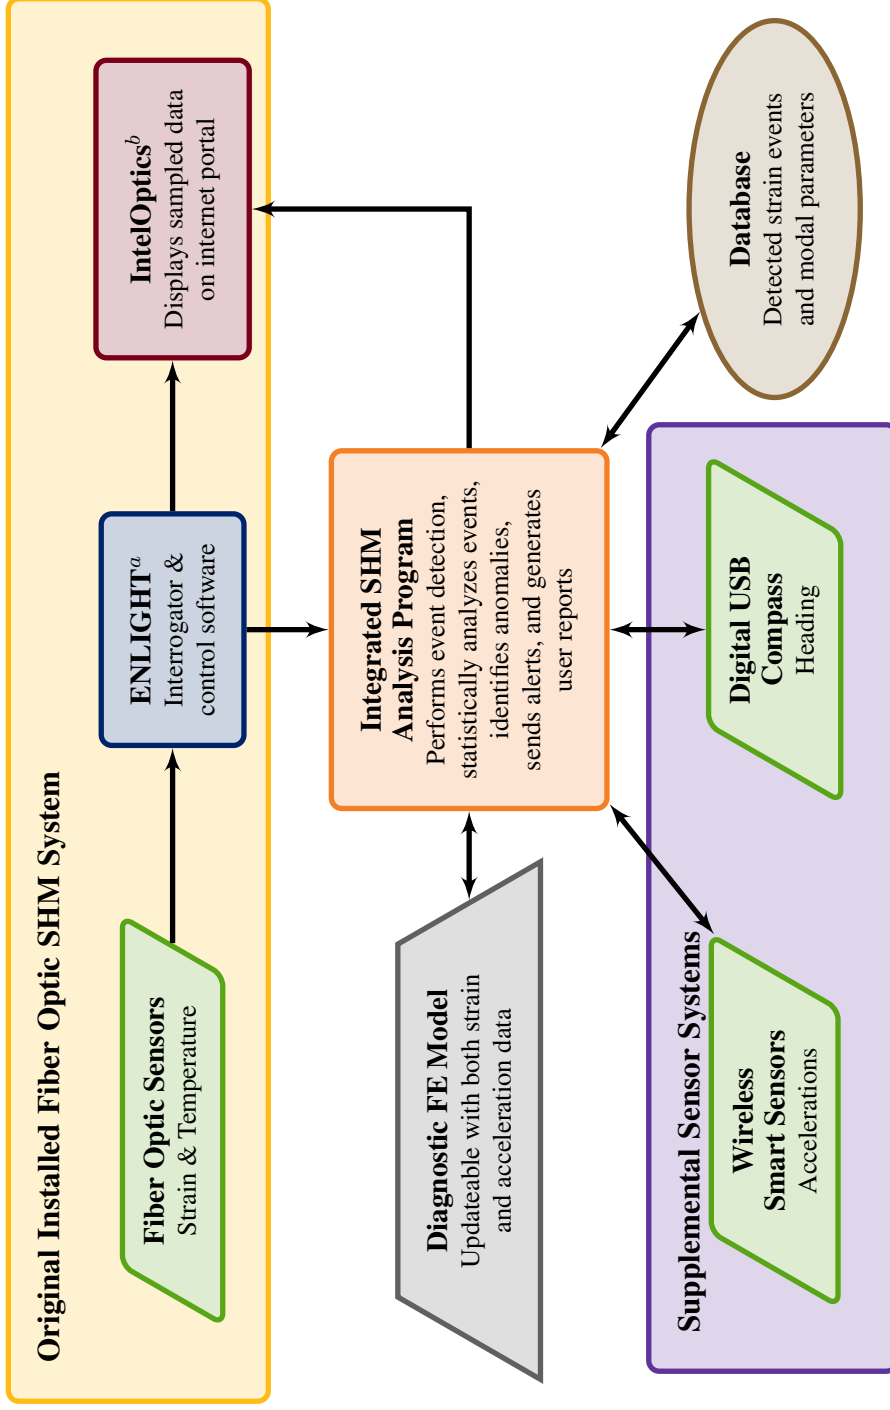 Original Installed Fiber Optic SHM System
Fiber Optic Sensors
Strain & Temperature
ENLIGHTᵃ
Interrogator &
control software
IntelOpticsᵇ
Displays sampled data
on internet portal
Diagnostic FE Model
Updateable with both strain
and acceleration data
Integrated SHM
Analysis Program
Performs event detection,
statistically analyzes events,
identifies anomalies,
sends alerts, and generates
user reports
Supplemental Sensor Systems
Wireless
Smart Sensors
Accelerations
Digital USB
Compass
Heading
Database
Detected strain events
and modal parameters